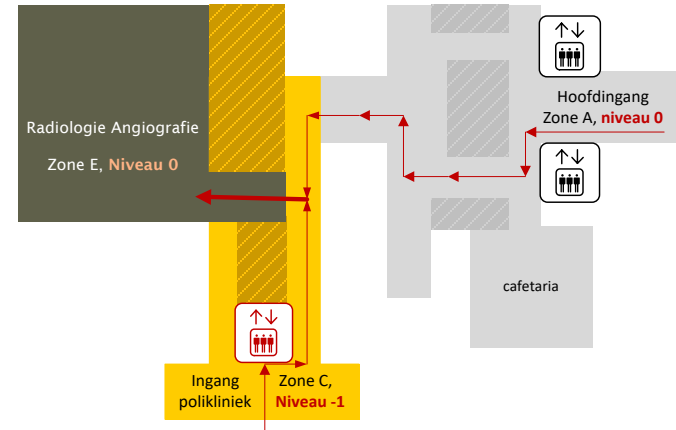 Radiologie Angiografie
Zone E, Niveau 0
Hoofdingang
Zone A, niveau 0
cafetaria
Ingang
polikliniek
Zone C,
Niveau -1